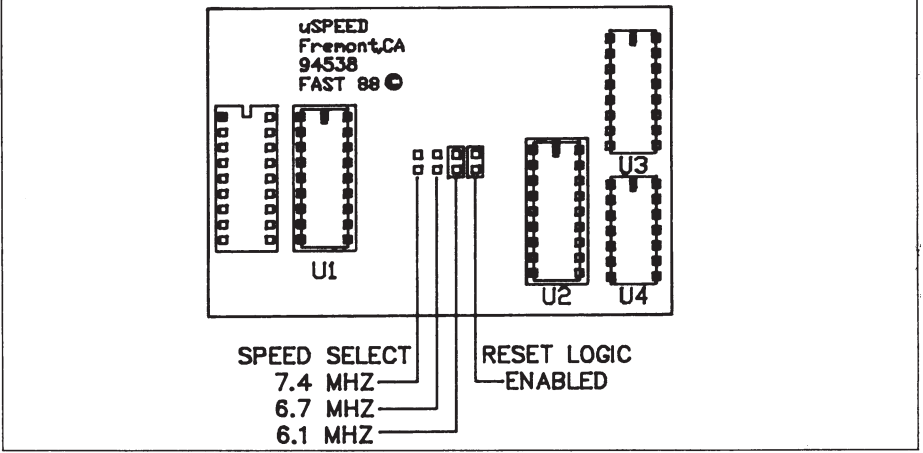 uSPEED
Fremont,CA
94538
FAST 88 ©
U1
U2
U3
U4
SPEED SELECT
7.4 MHZ
6.7 MHZ
6.1 MHZ
RESET LOGIC
ENABLED